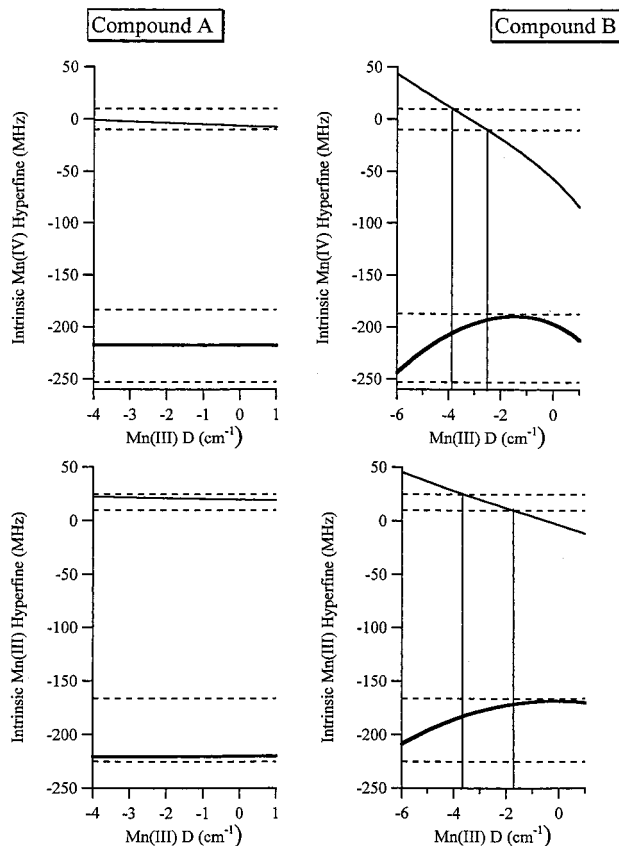 Compound A
Compound B
Intrinsic Mn(IV) Hyperfine (MHz)
50
0
-50
-100
-150
-200
-250
-4 -3 -2 -1 0 1
Mn(III) D (cm-1)
Intrinsic Mn(IV) Hyperfine (MHz)
50
0
-50
-100
-150
-200
-250
-6 -4 -2 0
Mn(III) D (cm-1)
Intrinsic Mn(III) Hyperfine (MHz)
50
0
-50
-100
-150
-200
-250
-4 -3 -2 -1 0 1
Mn(III) D (cm-1)
Intrinsic Mn(III) Hyperfine (MHz)
50
0
-50
-100
-150
-200
-250
-6 -4 -2 0
Mn(III) D (cm-1)